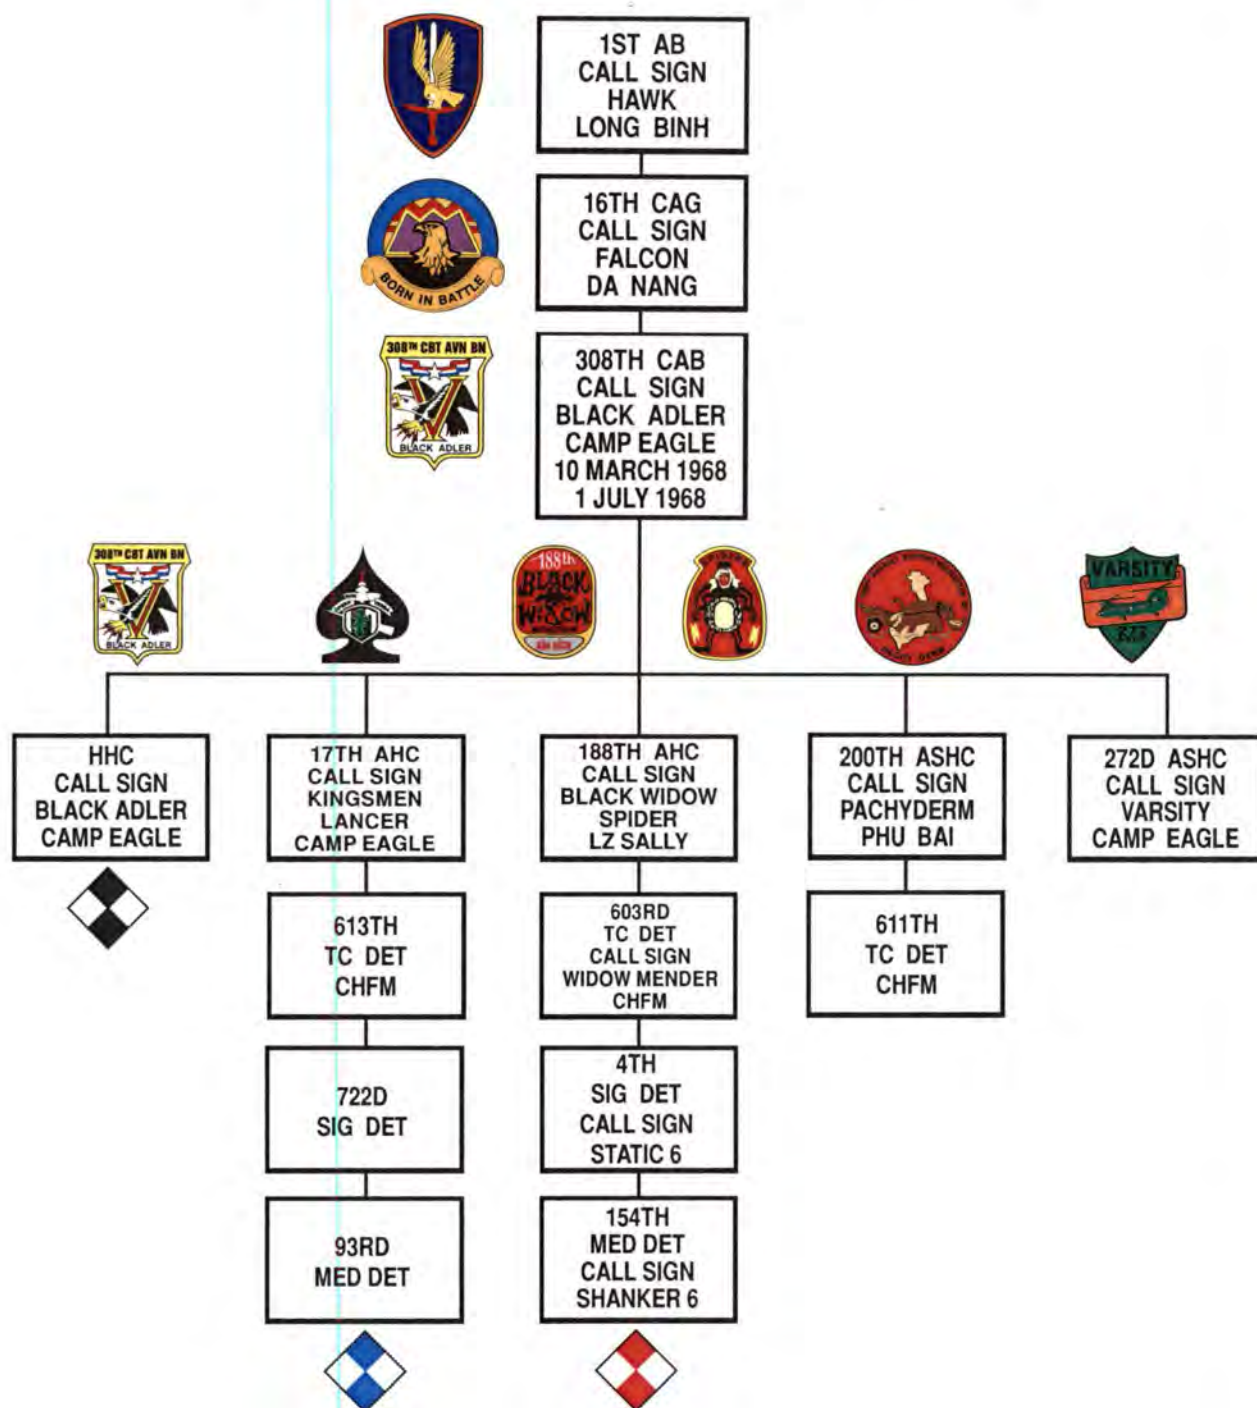 1ST AB
CALL SIGN
HAWK
LONG BINH
BORN IN BATTLE
16TH CAG
CALL SIGN
FALCON
DA NANG
308TH CBT AVN BN
V
BLACK ADLER
308TH CAB
CALL SIGN
BLACK ADLER
CAMP EAGLE
10 MARCH 1968
1 JULY 1968
308TH CBT AVN BN
V
BLACK ADLER
188th
BLACK
WIDOW
SPIDERS
VARSITY
HHC
CALL SIGN
BLACK ADLER
CAMP EAGLE
17TH AHC
CALL SIGN
KINGSMEN
LANCER
CAMP EAGLE
188TH AHC
CALL SIGN
BLACK WIDOW
SPIDER
LZ SALLY
200TH ASHC
CALL SIGN
PACHYDERM
PHU BAI
272D ASHC
CALL SIGN
VARSITY
CAMP EAGLE
613TH
TC DET
CHFM
603RD
TC DET
CALL SIGN
WIDOW MENDER
CHFM
611TH
TC DET
CHFM
722D
SIG DET
4TH
SIG DET
CALL SIGN
STATIC 6
93RD
MED DET
154TH
MED DET
CALL SIGN
SHANKER 6